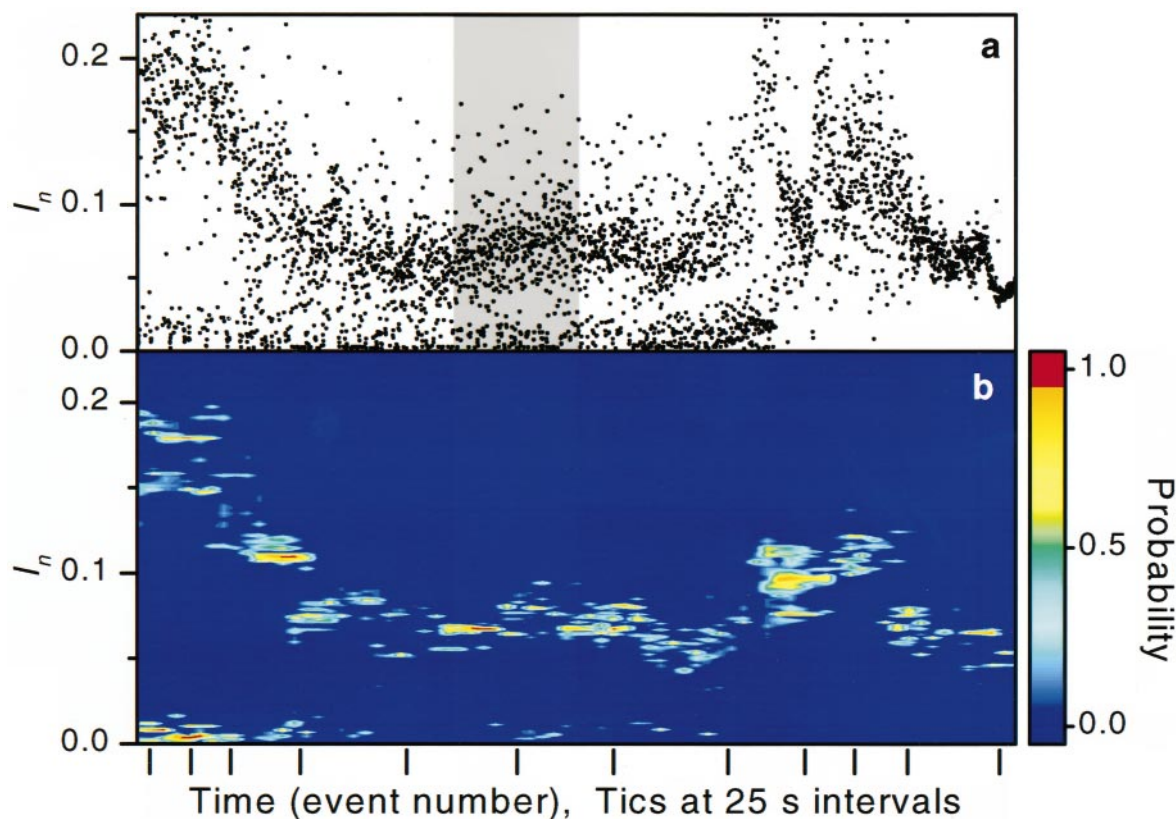 a
0.2
0.1
0.0
I_n
b
0.2
0.1
0.0
I_n
1.0
0.5
0.0
Probability
Time (event number), Tics at 25 s intervals